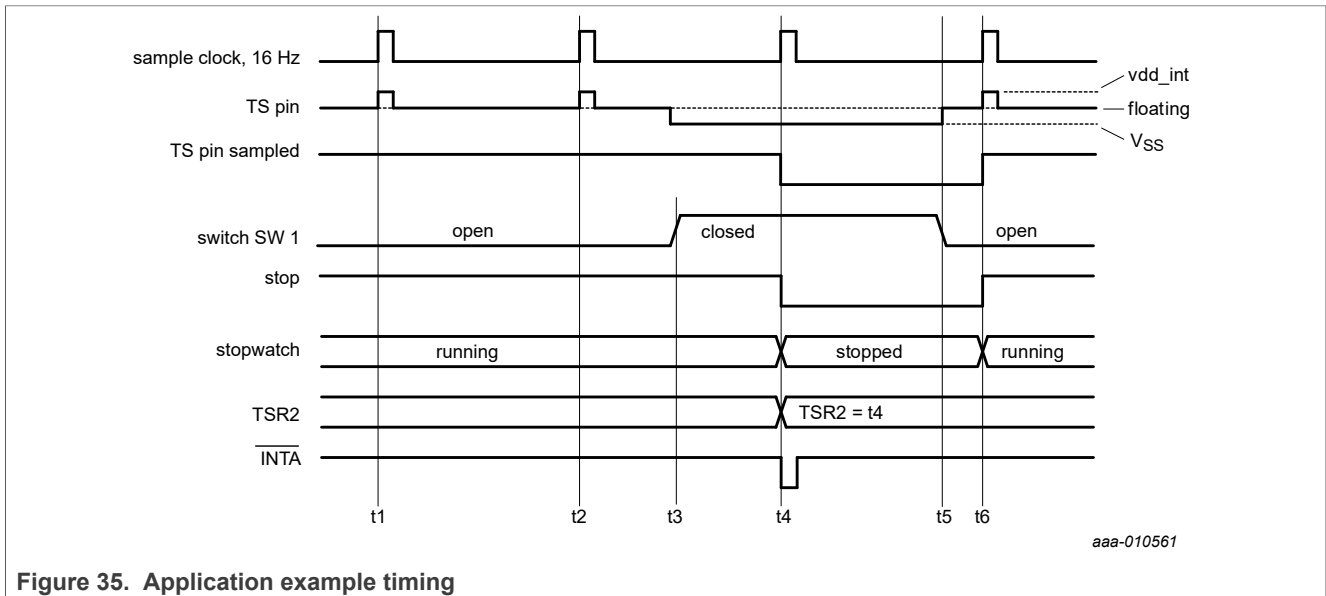 sample clock, 16 Hz
vdd_int
TS pin
floating
VSS
TS pin sampled
switch SW 1
open
closed
open
stop
stopwatch
running
stopped
running
TSR2
TSR2 = t4
INTA
t1
t2
t3
t4
t5
t6
aaa-010561
Figure 35. Application example timing